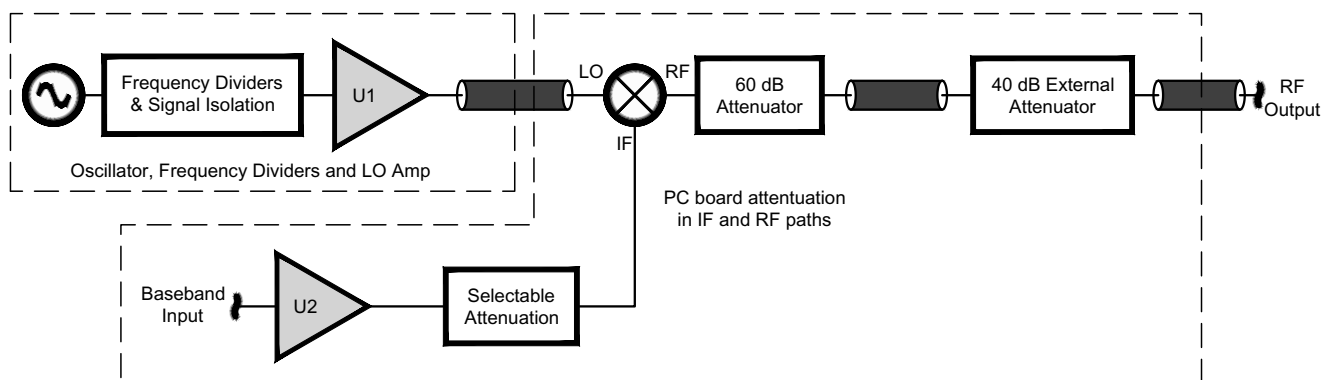 Frequency Dividers
& Signal Isolation
U1
LO
RF
IF
60 dB
Attenuator
40 dB External
Attenuator
RF
Output
Oscillator, Frequency Dividers and LO Amp
PC board attentuation
in IF and RF paths
Baseband
Input
U2
Selectable
Attenuation